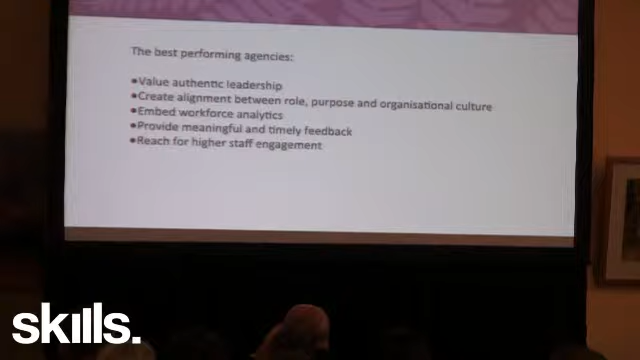 The best performing agencies:
•Value authentic leadership
•Create alignment between role, purpose and organisational culture
•Embed workforce analytics
•Provide meaningful and timely feedback
•Reach for higher staff engagement
skills.